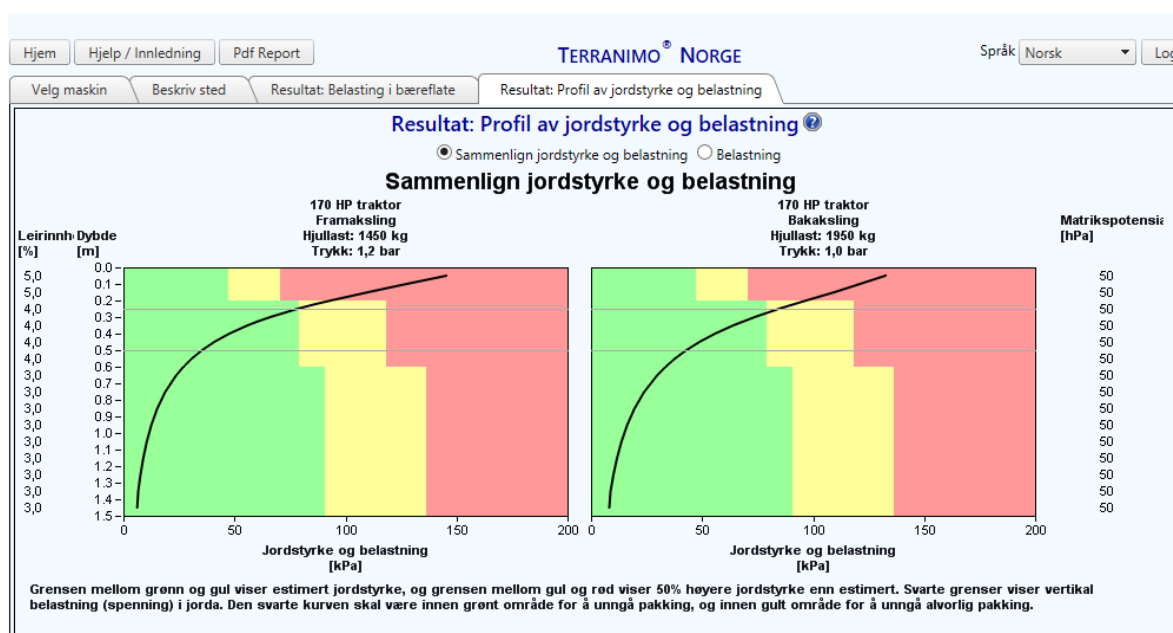 Hjem Hjelp / Innledning Pdf Report TERRANIMO® NORGE Språk Norsk Log
Velg maskin Beskriv sted Resultat: Belasting i bæreflate Resultat: Profil av jordstyrke og belastning
Resultat: Profil av jordstyrke og belastning ?
Sammenlign jordstyrke og belastning Belastning
Sammenlign jordstyrke og belastning
170 HP traktor 170 HP traktor
Framaksling Bakaksling
Leirinnh Dybde Hjullast: 1450 kg Hjullast: 1950 kg Matrikspotensia
[%] [m] Trykk: 1,2 bar Trykk: 1,0 bar [hPa]
0.0
5,0 50
0.1
5,0 50
0.2
4,0 50
0.3
4,0 50
0.4
4,0 50
0.5
4,0 50
0.6
3,0 50
0.7
3,0 50
0.8
3,0 50
0.9
3,0 50
1.0
3,0 50
1.1
3,0 50
1.2
3,0 50
1.3
3,0 50
1.4
3,0 50
1.5
0 50 100 150 200 0 50 100 150 200
Jordstyrke og belastning Jordstyrke og belastning
[kPa] [kPa]
Grensen mellom grønn og gul viser estimert jordstyrke, og grensen mellom gul og rød viser 50% høyere jordstyrke enn estimert. Svarte grenser viser vertikal
belastning (spenning) i jorda. Den svarte kurven skal være innen grønt område for å unngå pakking, og innen gult område for å unngå alvorlig pakking.